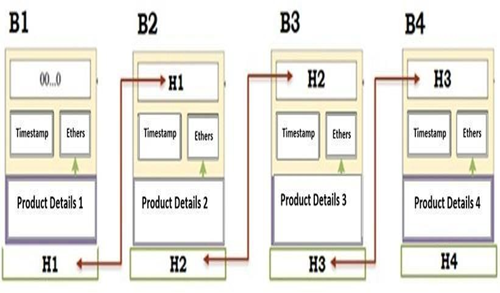 B1 B2 B3 B4
00...0 H1 H2 H3
Timestamp Ethers Timestamp Ethers Timestamp Ethers Timestamp Ethers
Product Details 1 Product Details 2 Product Details 3 Product Details 4
H1 H2 H3 H4